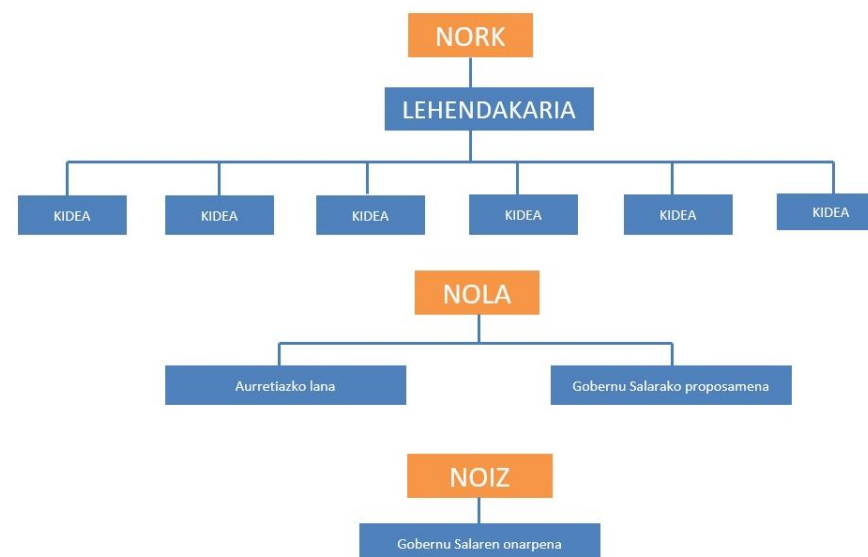 NORK
LEHENDAKARIA
KIDEA KIDEA KIDEA KIDEA KIDEA KIDEA
NOLA
Aurretiazko lana Gobernu Salarako proposamena
NOIZ
Gobernu Salaren onarpena